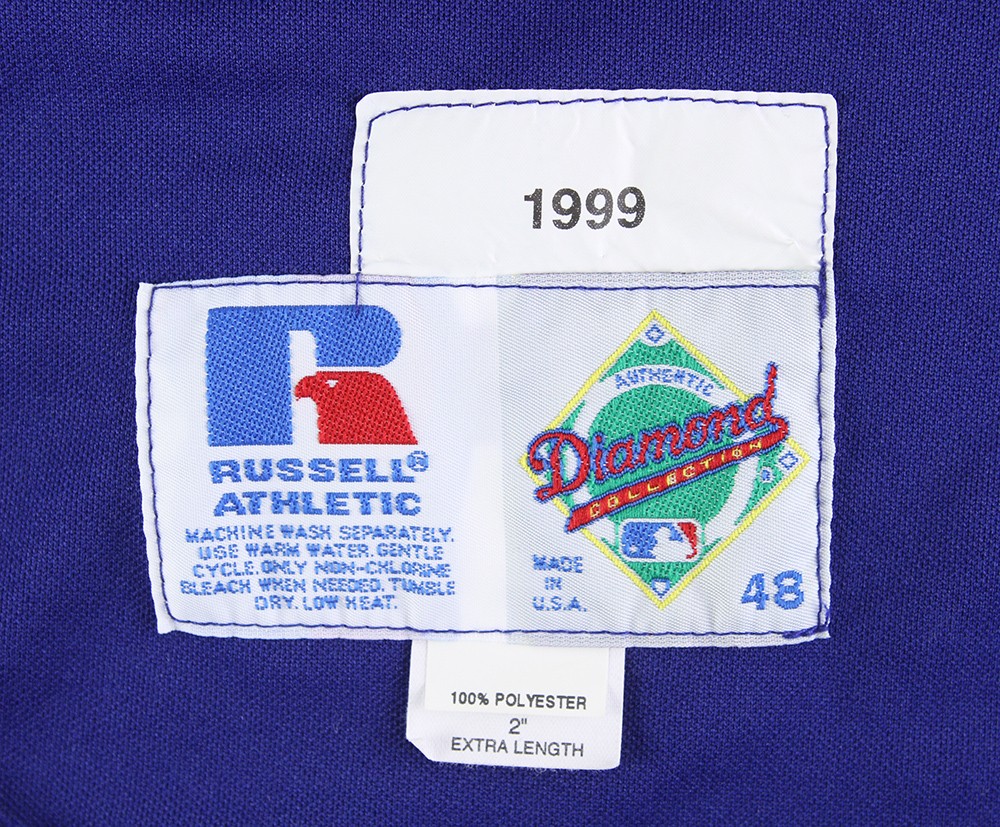 1999
RUSSELL®
ATHLETIC
MACHINE WASH SEPARATELY.
USE WARM WATER. GENTLE
CYCLE. ONLY NON-CHLORINE
BLEACH WHEN NEEDED. TUMBLE
DRY. LOW HEAT.
AUTHENTIC
Diamond
COLLECTION
MADE
IN
U.S.A.
48
100% POLYESTER
2"
EXTRA LENGTH